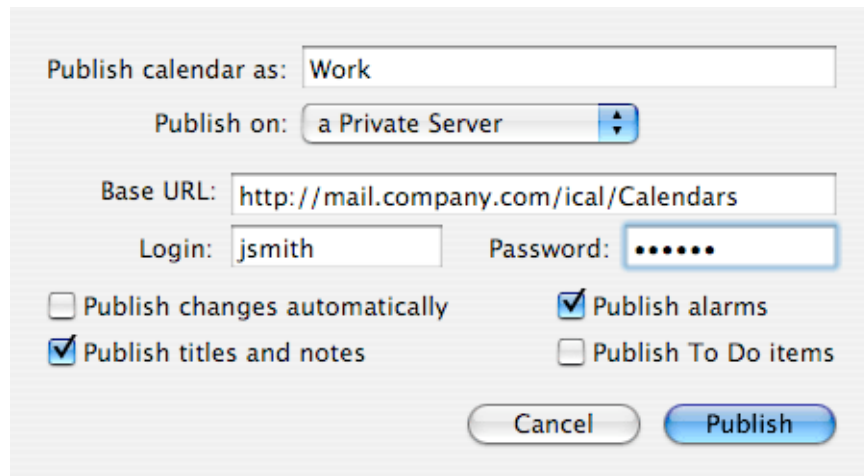 Publish calendar as: Work
Publish on: a Private Server
Base URL: http://mail.company.com/ical/Calendars
Login: jsmith Password: ••••••
Publish changes automatically Publish alarms
Publish titles and notes Publish To Do items
Cancel Publish